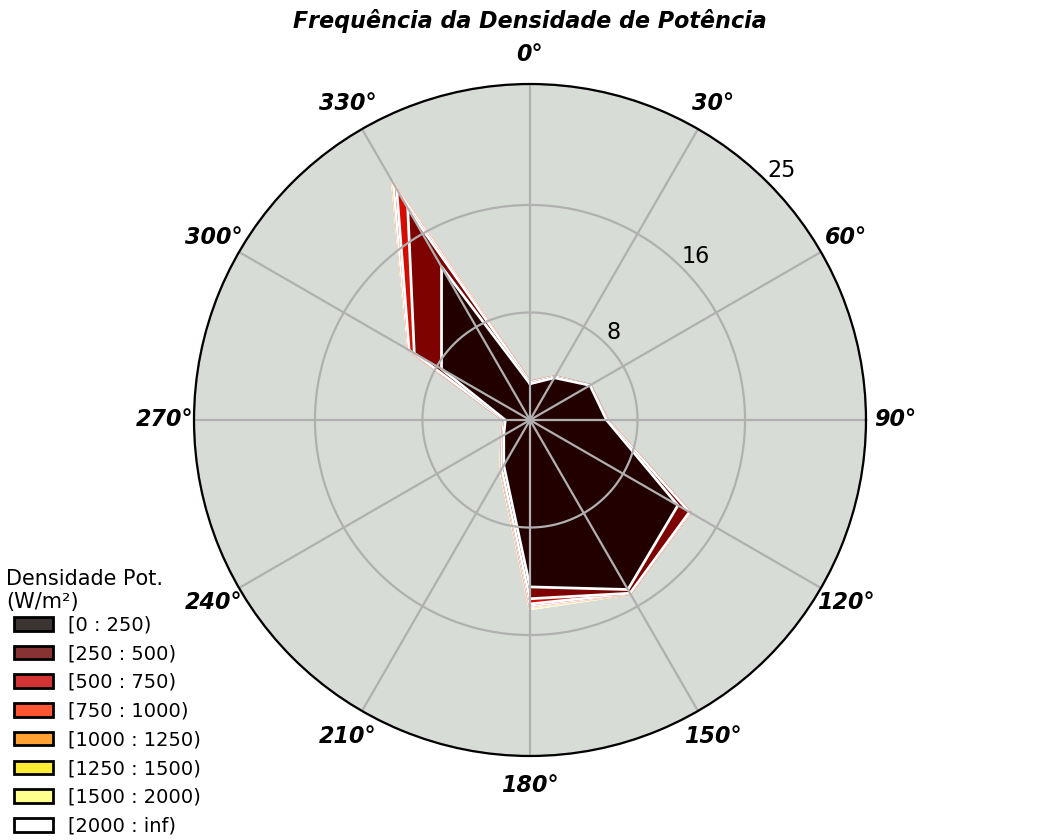 Frequência da Densidade de Potência
0°
330°
30°
25
300°
60°
16
8
270°
90°
240°
120°
210°
150°
180°
Densidade Pot.
(W/m²)
[0 : 250)
[250 : 500)
[500 : 750)
[750 : 1000)
[1000 : 1250)
[1250 : 1500)
[1500 : 2000)
[2000 : inf)